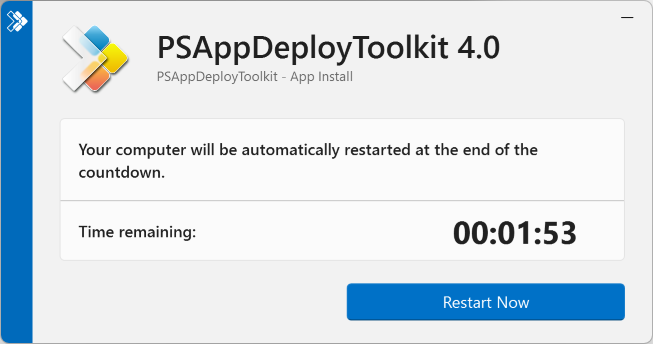 PSAppDeployToolkit 4.0
PSAppDeployToolkit - App Install
Your computer will be automatically restarted at the end of the
countdown.
Time remaining:
00:01:53
Restart Now